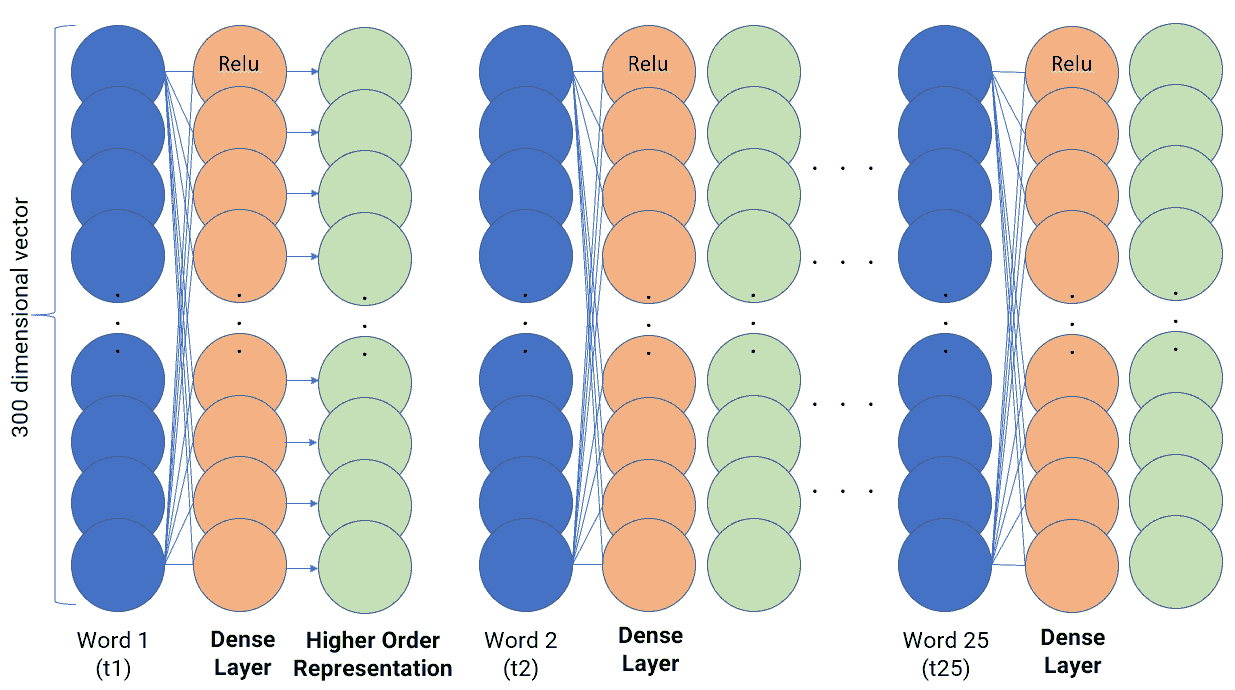 Relu
Relu
Relu
300 dimensional vector
Word 1
(t1)
Dense
Layer
Higher Order
Representation
Word 2
(t2)
Dense
Layer
Word 25
(t25)
Dense
Layer